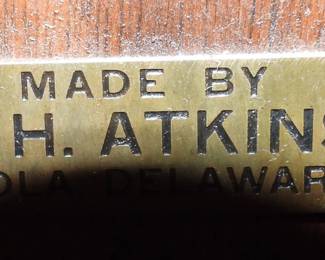 MADE BY
H. ATKINS
OLA DELAWAR